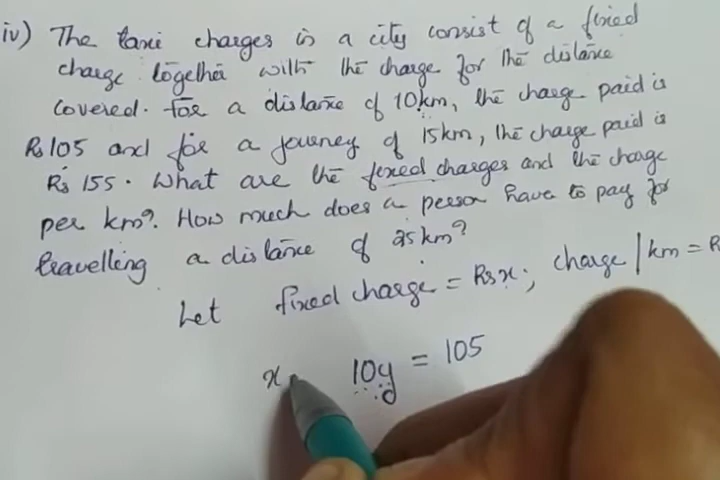 iv) The taxi charges in a city consist of a fixed
charge together with the charge for the distance
covered. For a distance of 10km, the charge paid is
Rs 105 and for a journey of 15km, the charge paid is
Rs 155. What are the fixed charges and the charge
per km? How much does a person have to pay for
travelling a distance of 25km?
Let fixed charge = Rs x; charge/km = R
x 10y = 105